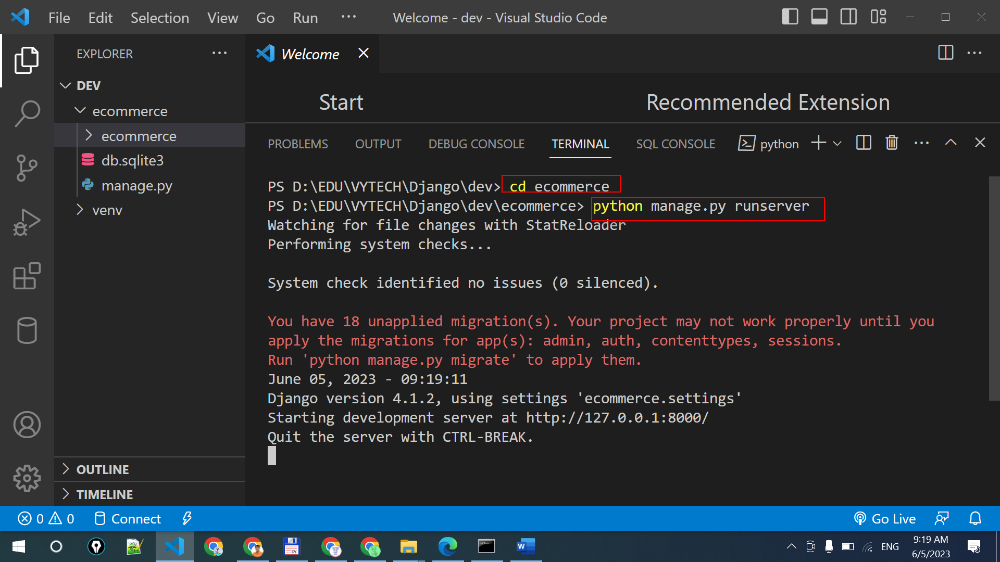 File Edit Selection View Go Run ··· Welcome - dev - Visual Studio Code
EXPLORER ···
Welcome
DEV
ecommerce
ecommerce
db.sqlite3
manage.py
venv
OUTLINE
TIMELINE
Start Recommended Extension
PROBLEMS OUTPUT DEBUG CONSOLE TERMINAL SQL CONSOLE python
PS D:\EDU\VYTECH\Django\dev> cd ecommerce
PS D:\EDU\VYTECH\Django\dev\ecommerce> python manage.py runserver
Watching for file changes with StatReloader
Performing system checks...
System check identified no issues (0 silenced).
You have 18 unapplied migration(s). Your project may not work properly until you
apply the migrations for app(s): admin, auth, contenttypes, sessions.
Run 'python manage.py migrate' to apply them.
June 05, 2023 - 09:19:11
Django version 4.1.2, using settings 'ecommerce.settings'
Starting development server at http://127.0.0.1:8000/
Quit the server with CTRL-BREAK.
0 0 Connect Go Live
ENG 9:19 AM
6/5/2023